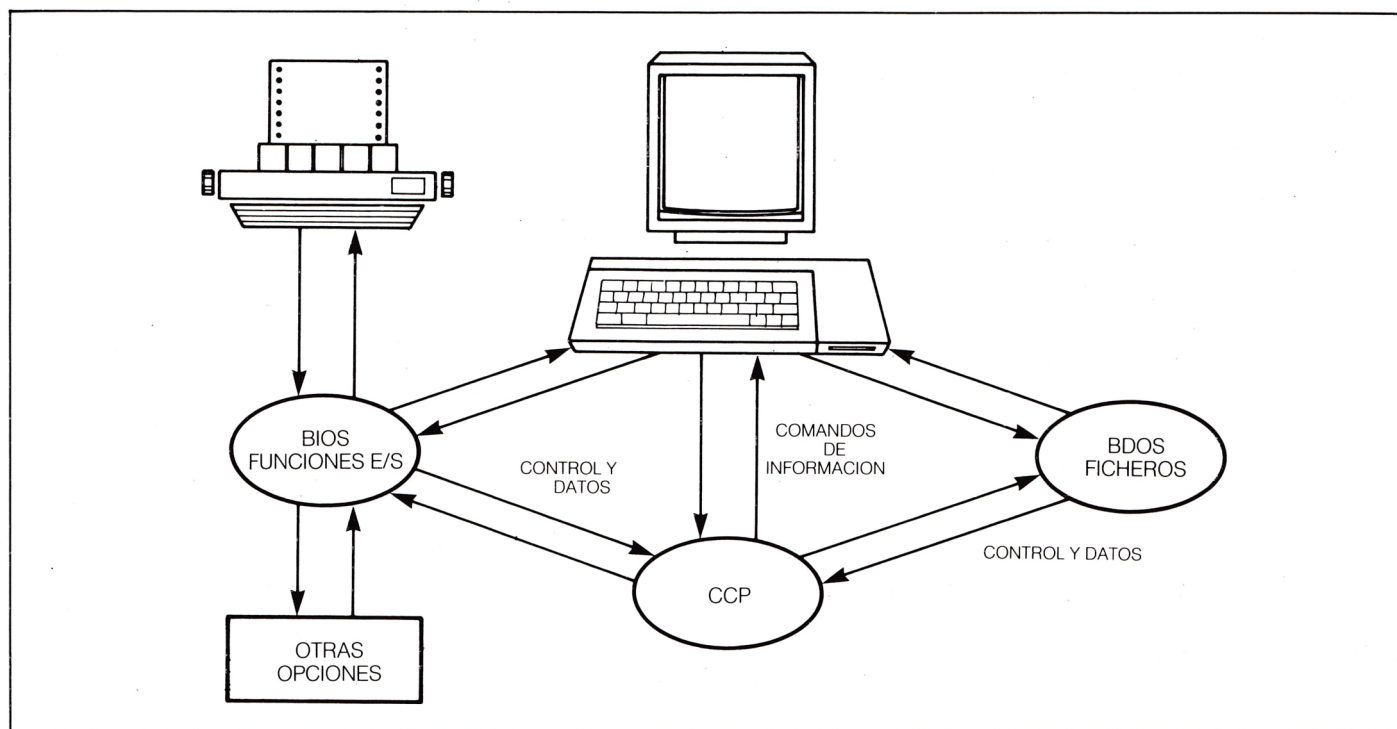 BIOS
FUNCIONES E/S
CONTROL Y
DATOS
COMANDOS
DE
INFORMACION
BDOS
FICHEROS
CONTROL Y DATOS
CCP
OTRAS
OPCIONES